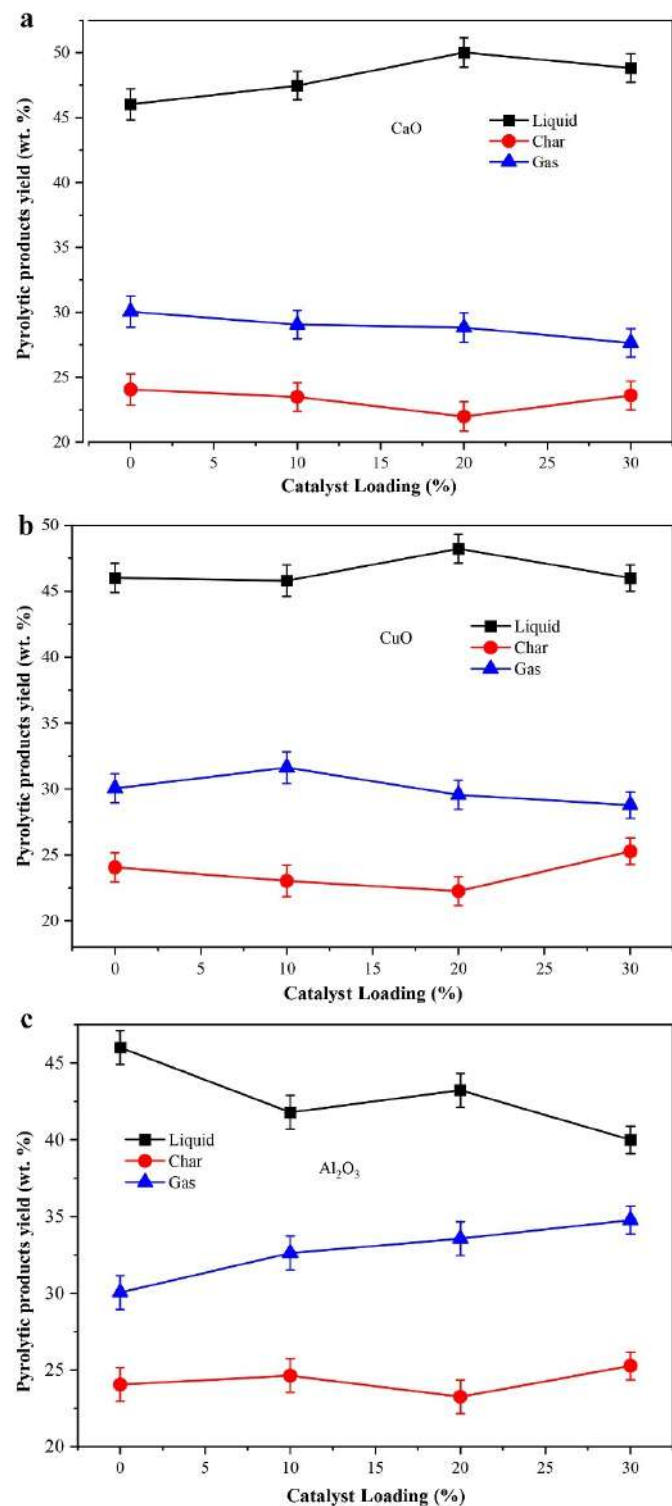 a
Pyrolytic products yield (wt. %)
50
45
40
35
30
25
20
CaO
Liquid
Char
Gas
0 5 10 15 20 25 30
Catalyst Loading (%)
b
Pyrolytic products yield (wt. %)
50
45
40
35
30
25
20
CuO
Liquid
Char
Gas
0 5 10 15 20 25 30
Catalyst Loading (%)
c
Pyrolytic products yield (wt. %)
45
40
35
30
25
20
Liquid
Char
Gas
Al₂O₃
0 5 10 15 20 25 30
Catalyst Loading (%)